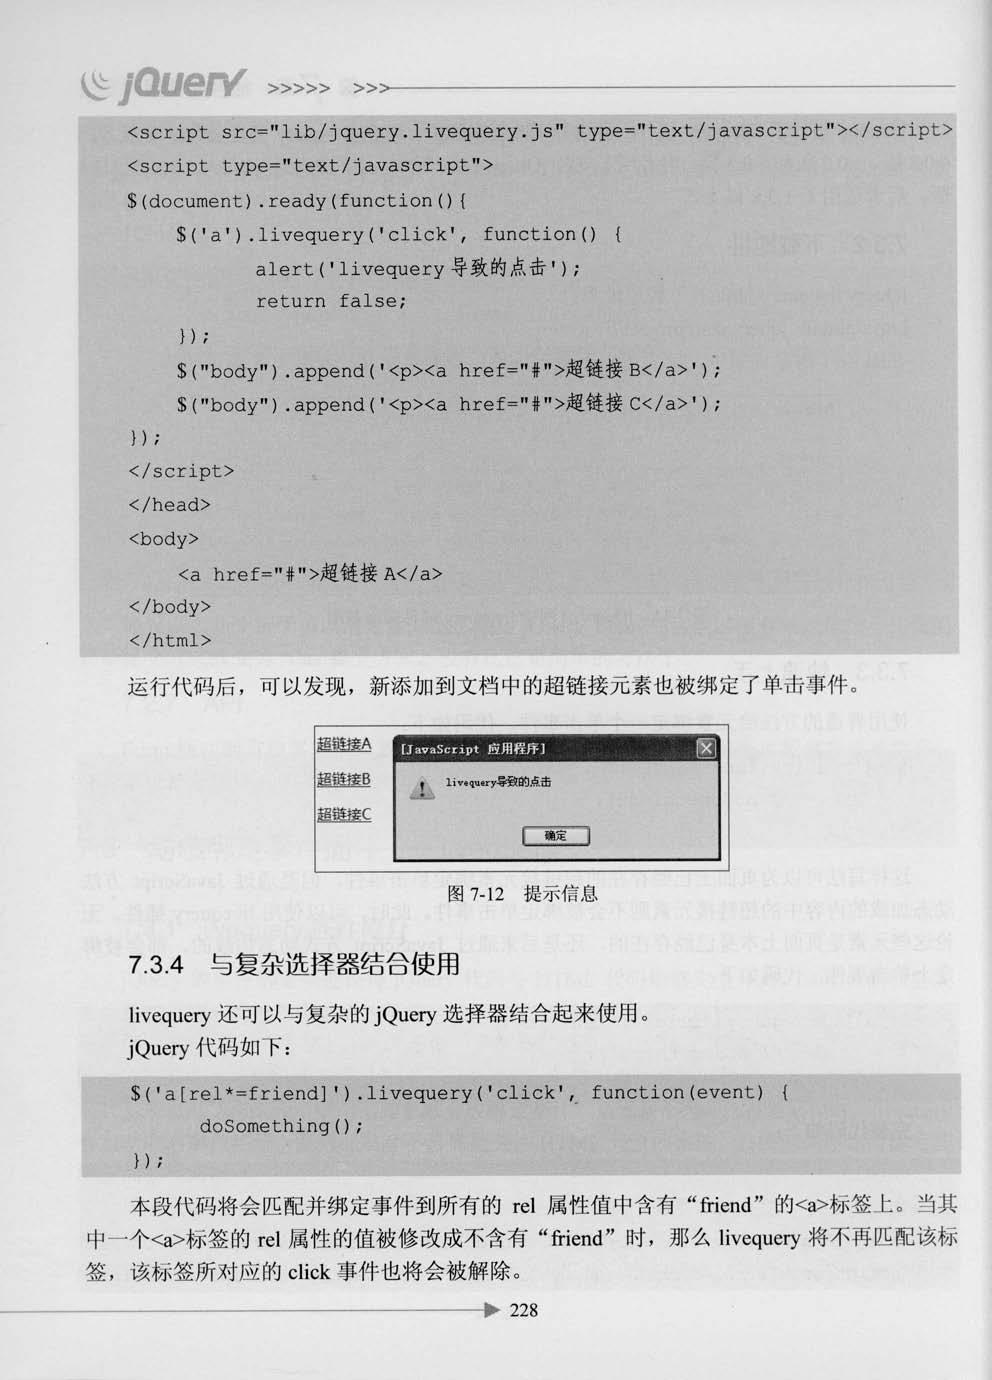 jQuery >>>>> >>>
<script src="lib/jquery.livequery.js" type="text/javascript"></script>
<script type="text/javascript">
$(document).ready(function(){
$('a').livequery('click', function() {
alert('livequery导致的点击');
return false;
});
$("body").append('<p><a href="#">超链接B</a>');
$("body").append('<p><a href="#">超链接C</a>');
});
</script>
</head>
<body>
<a href="#">超链接A</a>
</body>
</html>
运行代码后，可以发现，新添加到文档中的超链接元素也被绑定了单击事件。
超链接A
超链接B
超链接C
[JavaScript 应用程序]
livequery导致的点击
确定
图 7-12 提示信息
7.3.4 与复杂选择器结合使用
livequery 还可以与复杂的 jQuery 选择器结合起来使用。
jQuery 代码如下：
$('a[rel*=friend]').livequery('click', function(event) {
doSomething();
});
本段代码将会匹配并绑定事件到所有的 rel 属性值中含有“friend”的<a>标签上。当其
中一个<a>标签的 rel 属性的值被修改成不含有“friend”时，那么 livequery 将不再匹配该标
签，该标签所对应的 click 事件也将会被解除。
228